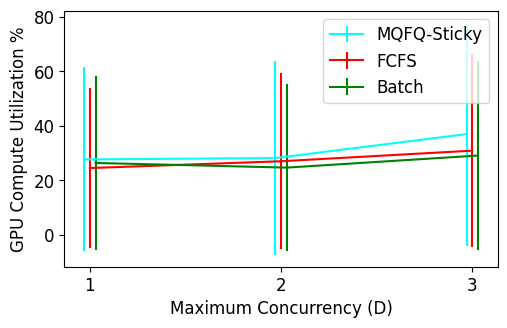 80
60
40
20
0
GPU Compute Utilization %
MQFQ-Sticky
FCFS
Batch
1
2
3
Maximum Concurrency (D)